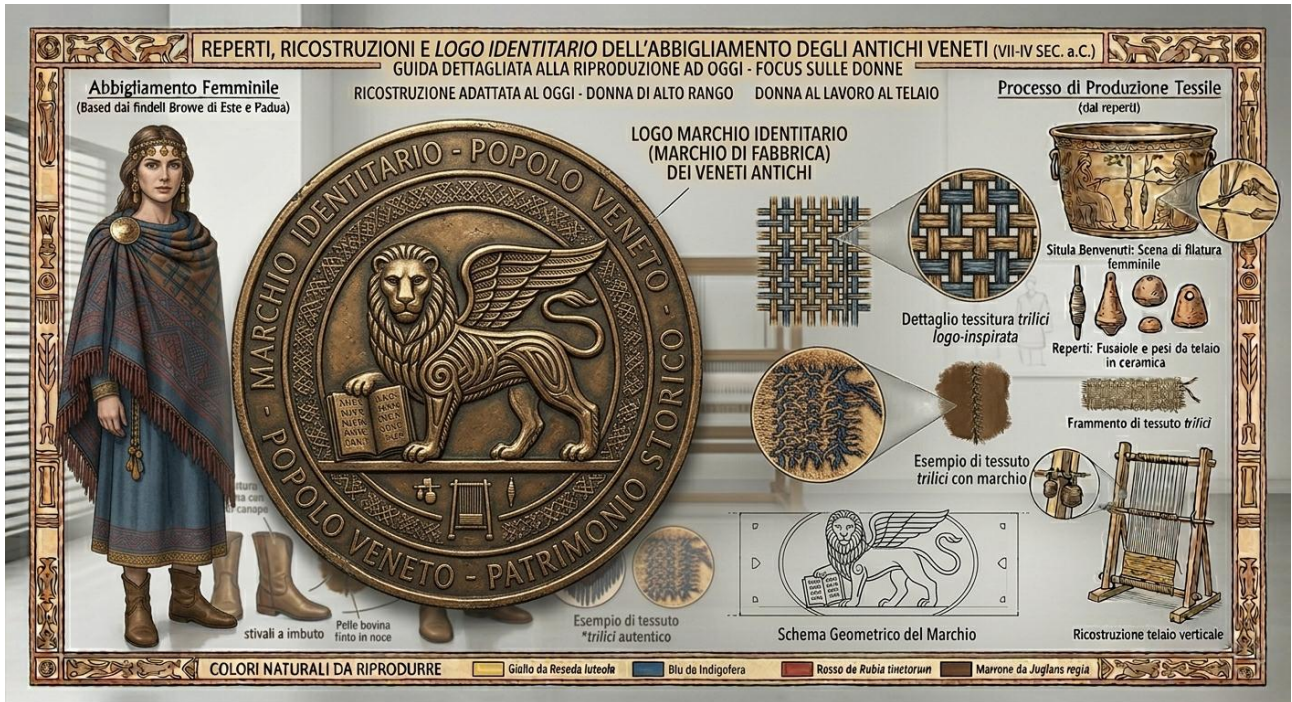 REPERTI, RICOSTRUZIONI E LOGO IDENTITARIO DELL'ABBIGLIAMENTO DEGLI ANTICHI VENETI (VII-IV SEC. a.C.)
GUIDA DETTAGLIATA ALLA RIPRODUZIONE AD OGGI - FOCUS SULLE DONNE
RICOSTRUZIONE ADATTATA AL OGGI - DONNA DI ALTO RANGO
DONNA AL LAVORO AL TELAIO
Abbigliamento Femminile
(Based dai findell Browe di Este e Padua)
MARCHIO IDENTITARIO - POPOLO VENETO -
POPOLO VENETO - PATRIMONIO STORICO -
LOGO MARCHIO IDENTITARIO
(MARCHIO DI FABBRICA)
DEI VENETI ANTICHI
Dettaglio tessitura trilici
logo-inspirata
Esempio di tessuto
trilici con marchio
Schema Geometrico del Marchio
Processo di Produzione Tessile
(dal reperti)
Situla Benvenuti: Scena di filatura
femminile
Reperti: Fusaiole e pesi da telaio
in ceramica
Frammento di tessuto trilici
Ricostruzione telaio verticale
canape
stivali a imbuto
Pelle bovina
finto in noce
Esempio di tessuto
"trilici autentico
COLORI NATURALI DA RIPRODURRE
Giallo da Reseda luteola
Blu de Indigofera
Rosso de Rubia tinetorum
Marrone da Juglans regia